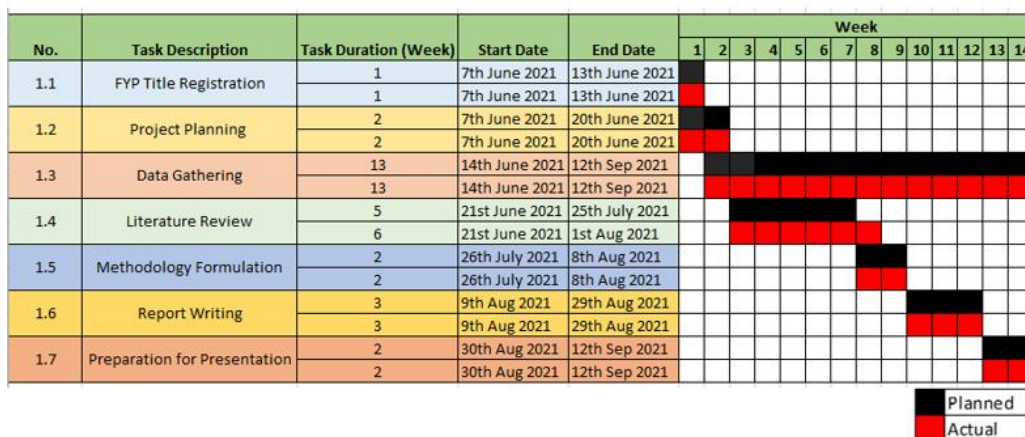 Week
No. Task Description Task Duration (Week) Start Date End Date 1 2 3 4 5 6 7 8 9 10 11 12 13 14
1.1 FYP Title Registration 1 7th June 2021 13th June 2021
1 7th June 2021 13th June 2021
1.2 Project Planning 2 7th June 2021 20th June 2021
2 7th June 2021 20th June 2021
1.3 Data Gathering 13 14th June 2021 12th Sep 2021
13 14th June 2021 12th Sep 2021
1.4 Literature Review 5 21st June 2021 25th July 2021
6 21st June 2021 1st Aug 2021
1.5 Methodology Formulation 2 26th July 2021 8th Aug 2021
2 26th July 2021 8th Aug 2021
1.6 Report Writing 3 9th Aug 2021 29th Aug 2021
3 9th Aug 2021 29th Aug 2021
1.7 Preparation for Presentation 2 30th Aug 2021 12th Sep 2021
2 30th Aug 2021 12th Sep 2021
Planned
Actual